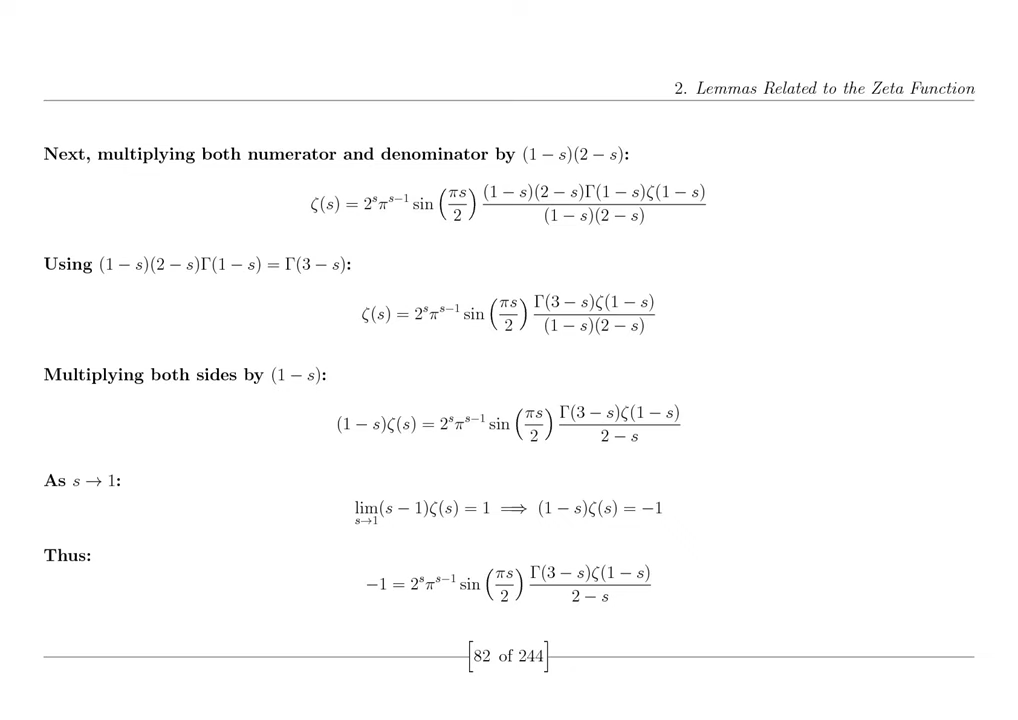 2. Lemmas Related to the Zeta Function
Next, multiplying both numerator and denominator by (1 − s)(2 − s):
ζ(s) = 2^s π^{s−1} sin(πs/2) (1 − s)(2 − s)Γ(1 − s)ζ(1 − s) / (1 − s)(2 − s)
Using (1 − s)(2 − s)Γ(1 − s) = Γ(3 − s):
ζ(s) = 2^s π^{s−1} sin(πs/2) Γ(3 − s)ζ(1 − s) / (1 − s)(2 − s)
Multiplying both sides by (1 − s):
(1 − s)ζ(s) = 2^s π^{s−1} sin(πs/2) Γ(3 − s)ζ(1 − s) / 2 − s
As s → 1:
lim_{s→1}(s − 1)ζ(s) = 1 ⟹ (1 − s)ζ(s) = −1
Thus:
−1 = 2^s π^{s−1} sin(πs/2) Γ(3 − s)ζ(1 − s) / 2 − s
[82 of 244]